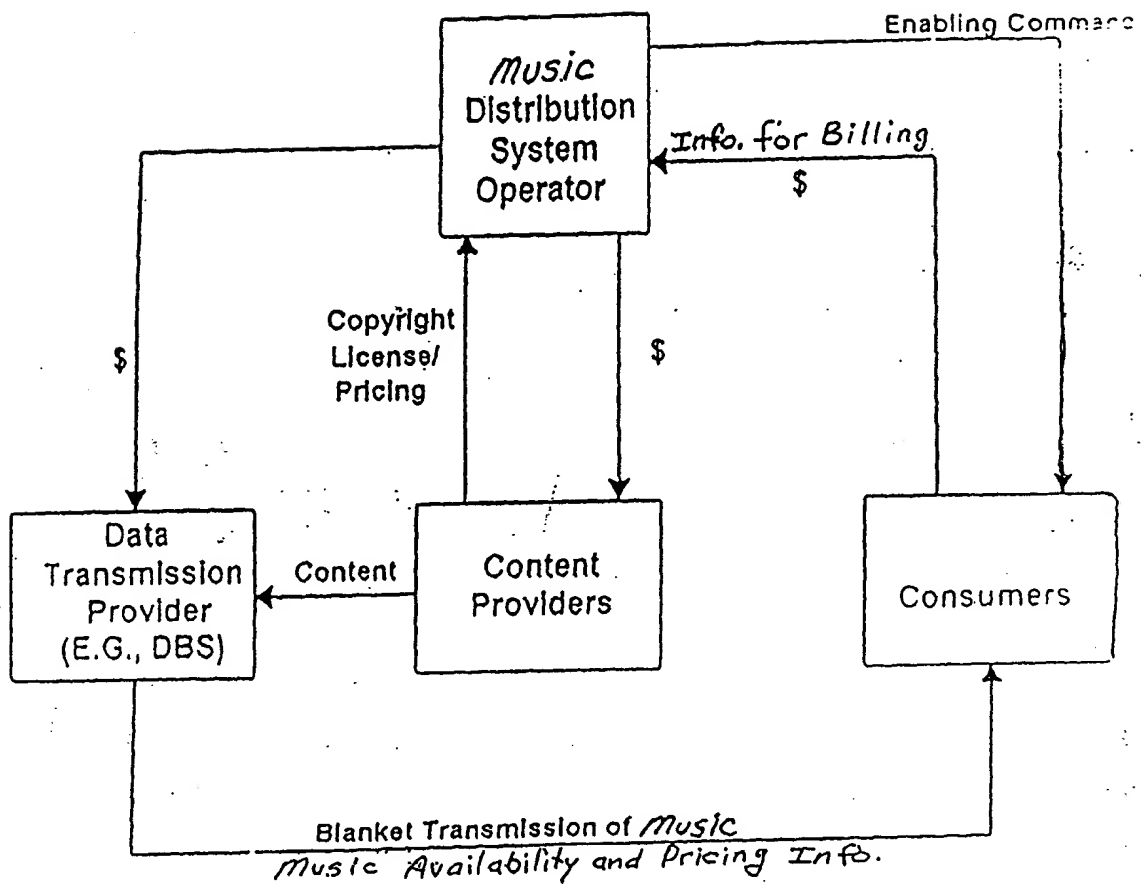 Enabling Command
Music
Distribution
System
Operator
Info. for Billing
$
$
Copyright
License/
Pricing
$
Data
Transmission
Provider
(E.G., DBS)
Content
Content
Providers
Consumers
Blanket Transmission of Music
Music Availability and Pricing Info.